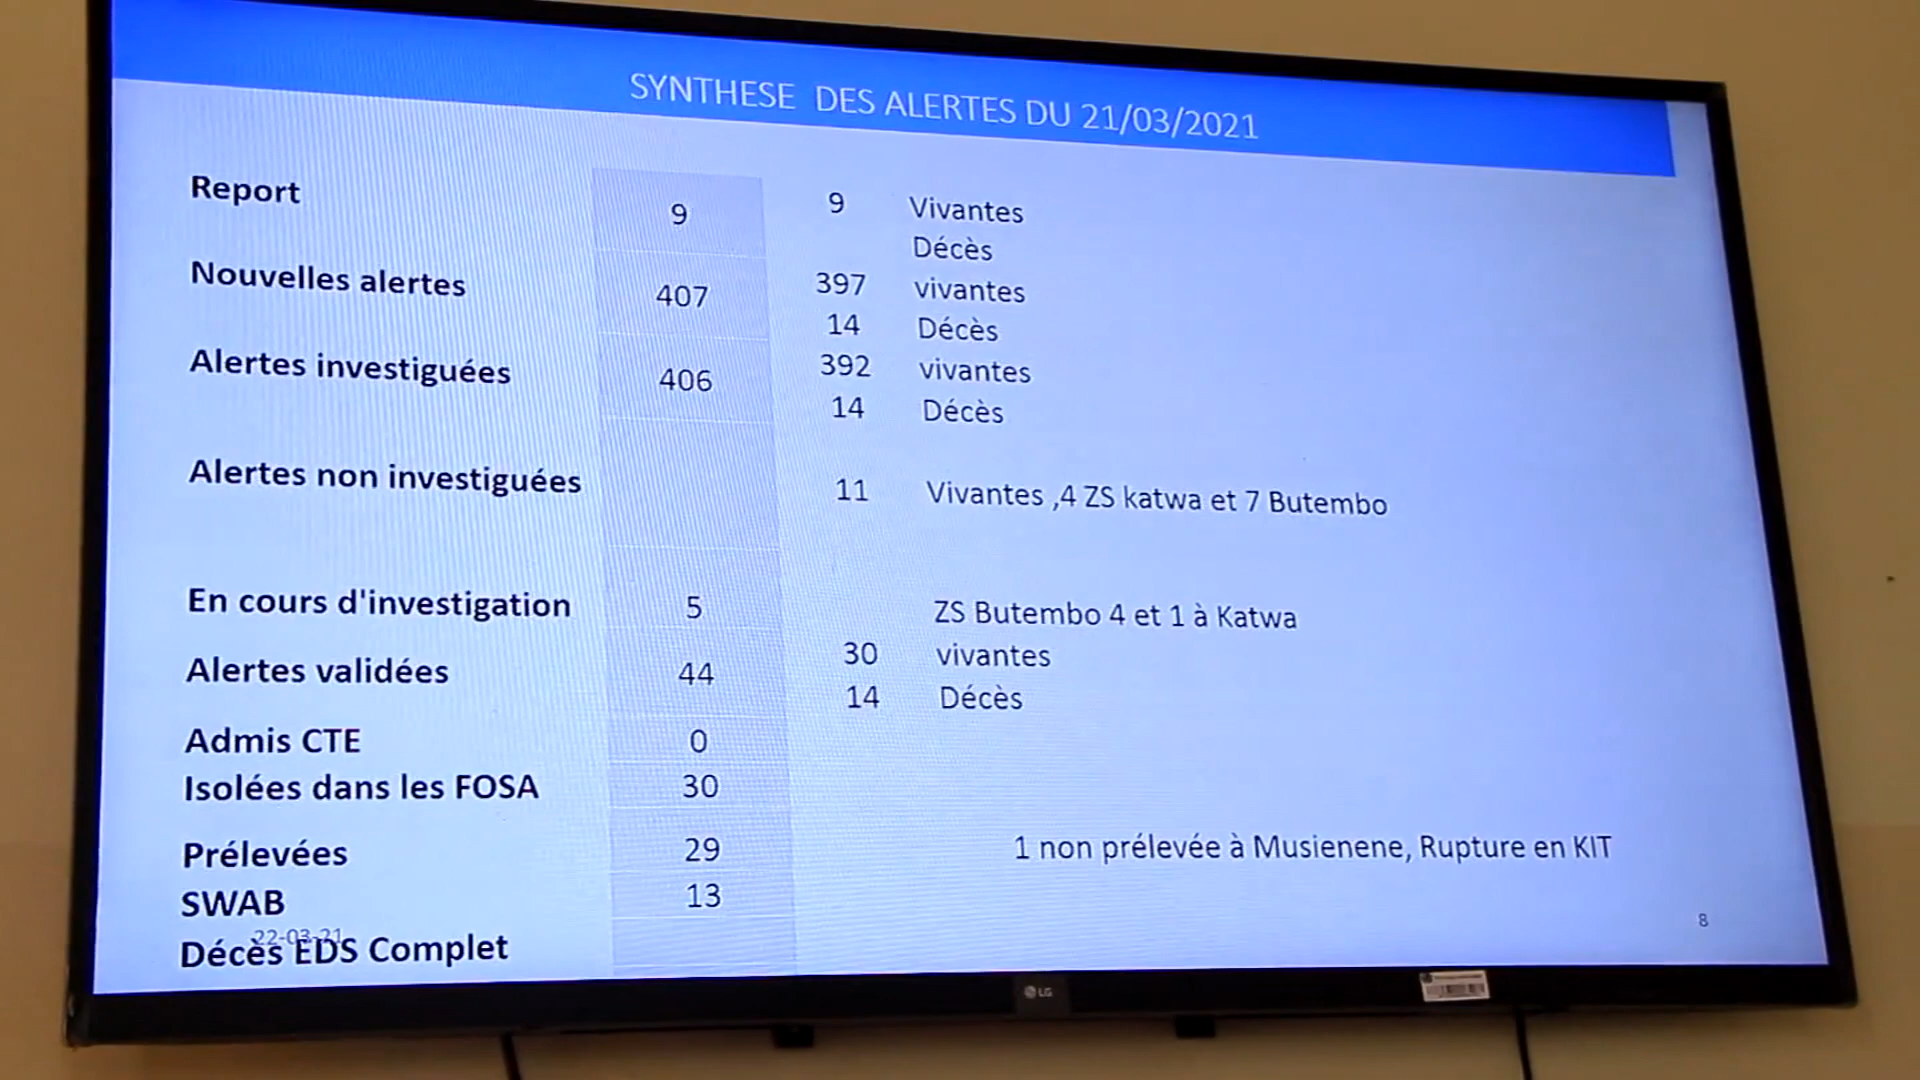 SYNTHESE DES ALERTES DU 21/03/2021
Report 9 9 Vivantes
Décès
Nouvelles alertes 407 397 vivantes
14 Décès
Alertes investiguées 406 392 vivantes
14 Décès
Alertes non investiguées 11 Vivantes ,4 ZS katwa et 7 Butembo
En cours d'investigation 5 ZS Butembo 4 et 1 à Katwa
Alertes validées 44 30 vivantes
14 Décès
Admis CTE 0
Isolées dans les FOSA 30
Prélevées 29 1 non prélevée à Musienene, Rupture en KIT
SWAB 13
22-03-21 8
Décès EDS Complet
LG